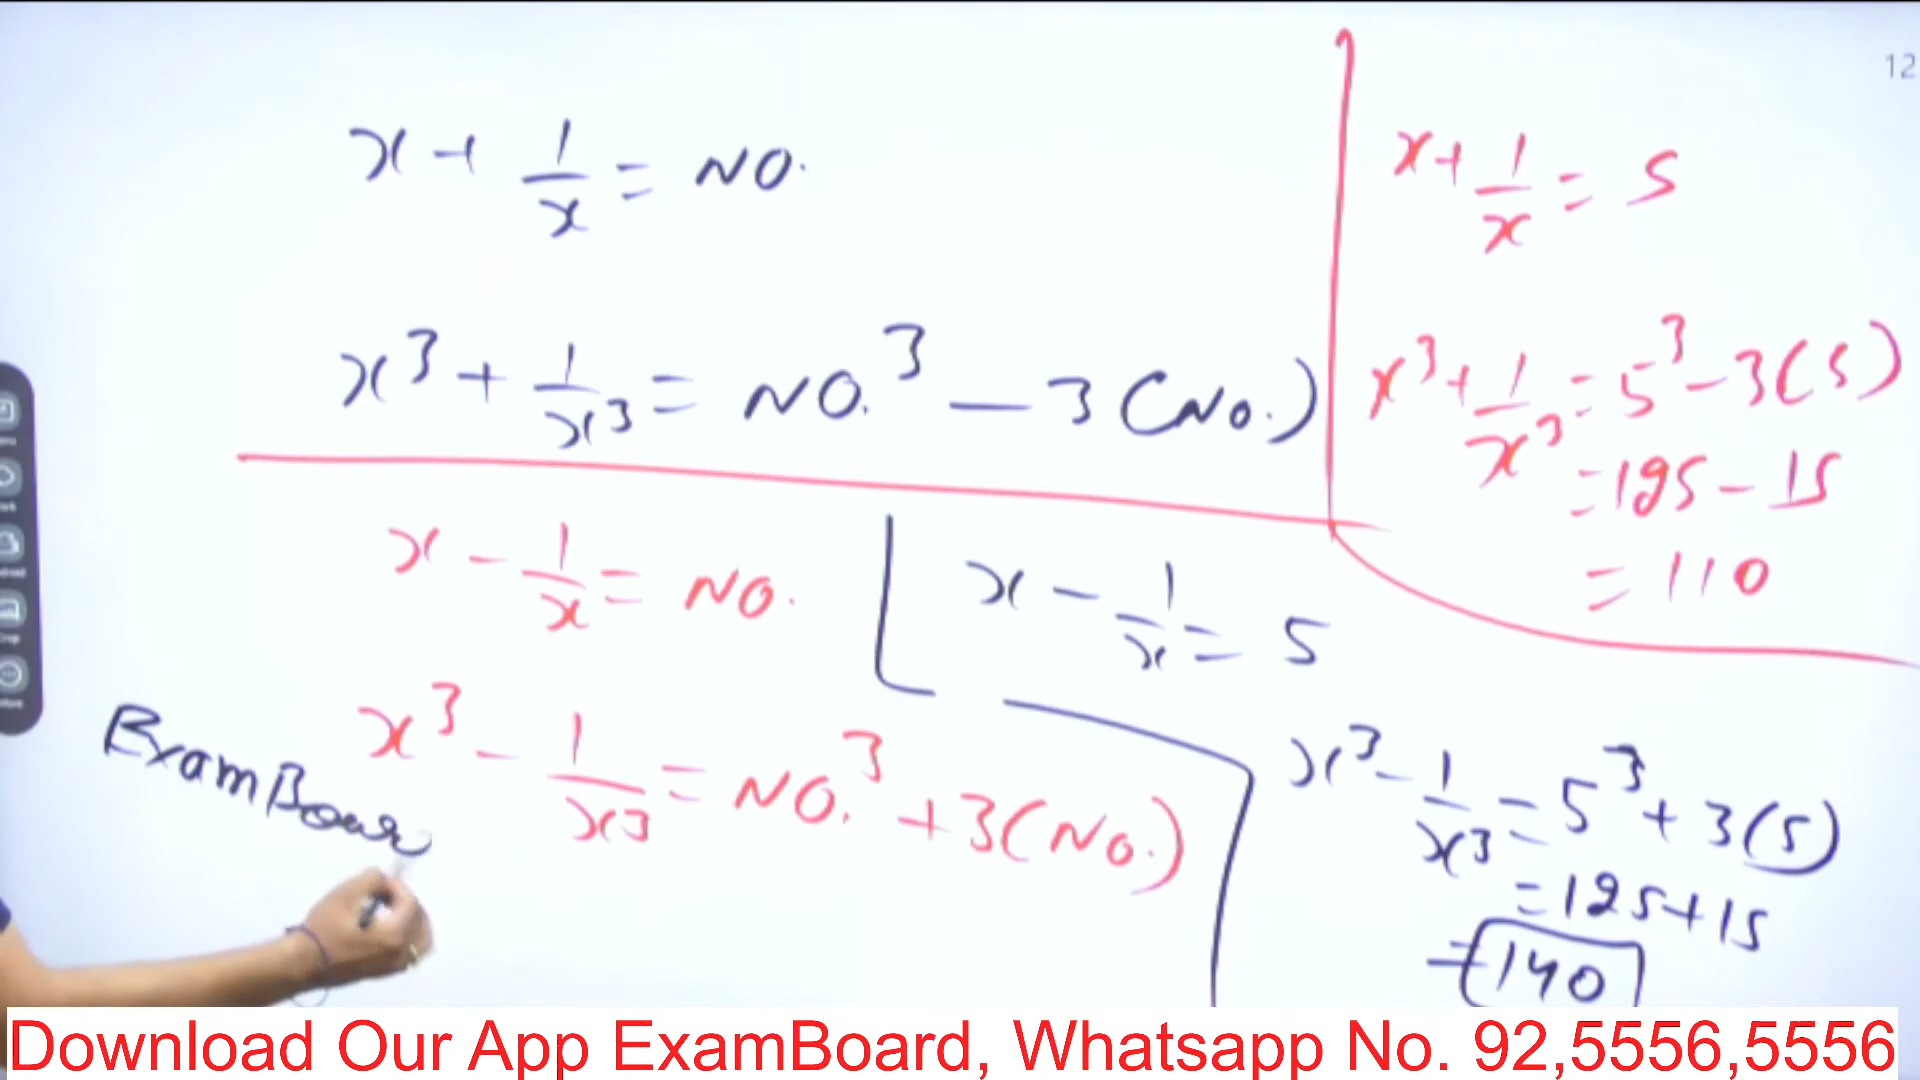 12
x + 1/x = NO.
x³ + 1/x³ = NO.³ - 3(NO.)
x + 1/x = 5
x³ + 1/x³ = 5³ - 3(5)
= 125 - 15
= 110
x - 1/x = NO.
x³ - 1/x³ = NO.³ + 3(NO.)
x - 1/x = 5
x³ - 1/x³ = 5³ + 3(5)
= 125 + 15
= 140
Download Our App ExamBoard, Whatsapp No. 92,5556,5556